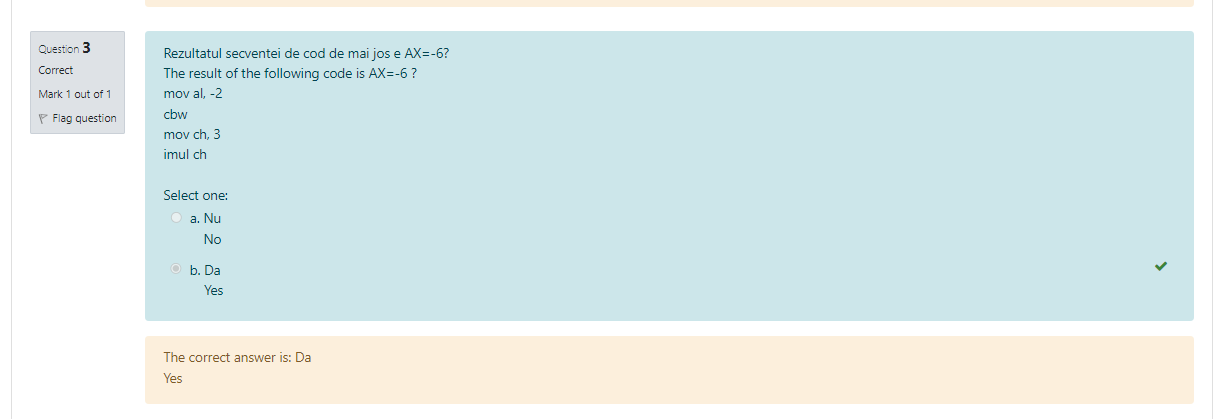 Question 3
Correct
Mark 1 out of 1
Flag question
Rezultatul secventei de cod de mai jos e AX=-6?
The result of the following code is AX=-6 ?
mov al, -2
cbw
mov ch, 3
imul ch
Select one:
a. Nu
No
b. Da
Yes
The correct answer is: Da
Yes